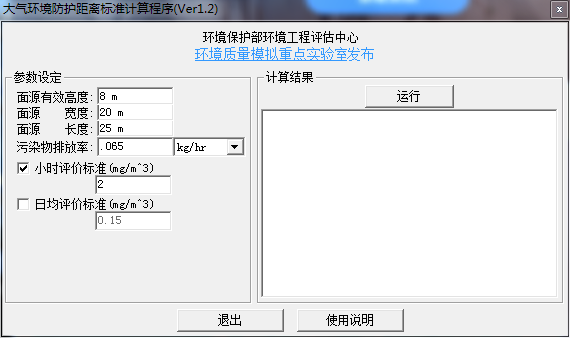 大气环境防护距离标准计算程序(Ver1.2)
环境保护部环境工程评估中心
环境质量模拟重点实验室发布
参数设定
面源有效高度: 8 m
面源 宽度: 20 m
面源 长度: 25 m
污染物排放率: .065 kg/hr
小时评价标准(mg/m^3)
2
日均评价标准(mg/m^3)
0.15
计算结果
运行
退出
使用说明